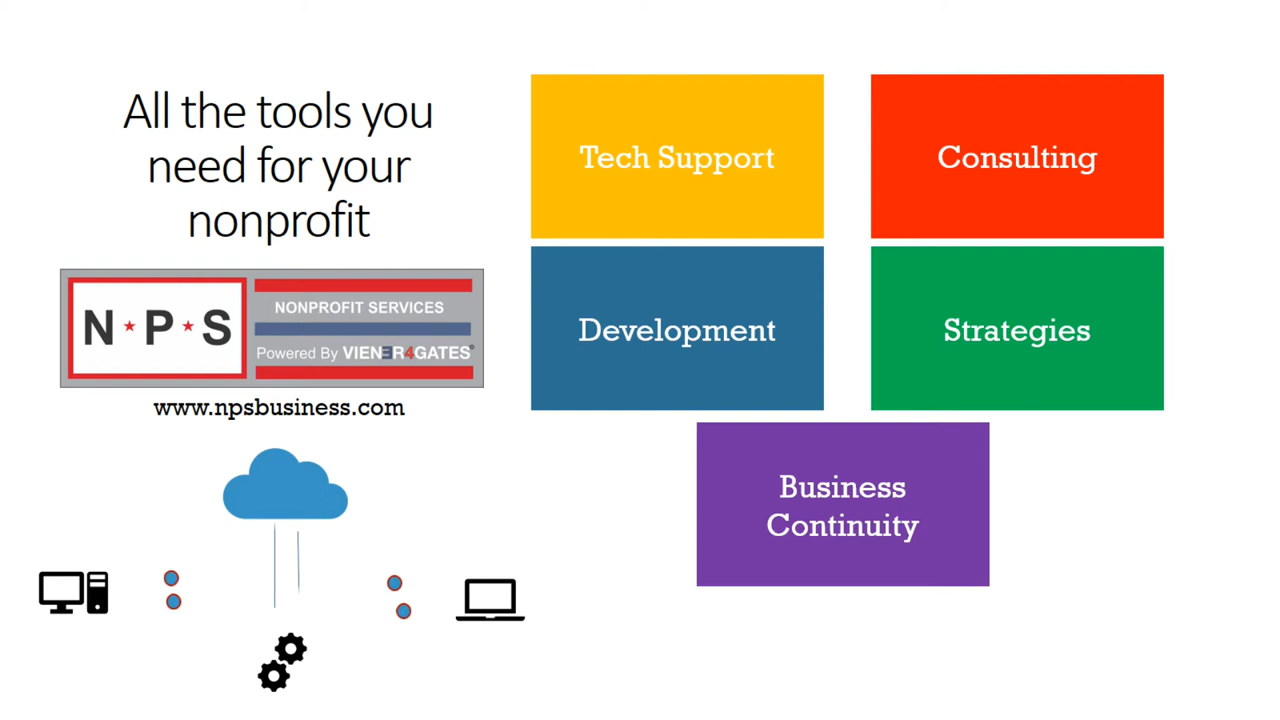 All the tools you
need for your
nonprofit
N★P★S
NONPROFIT SERVICES
Powered By VIENER4GATES
www.npsbusiness.com
Tech Support
Consulting
Development
Strategies
Business
Continuity